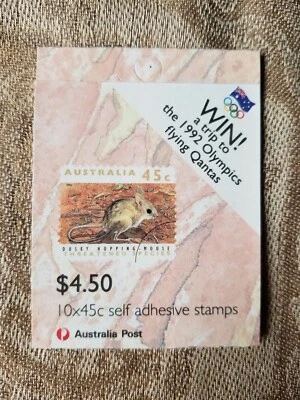 WIN!
a trip to
the 1992 Olympics
flying Qantas
AUSTRALIA 45c
DUSKY HOPPING-MOUSE
THREATENED SPECIES
$4.50
10x45c self adhesive stamps
Australia Post